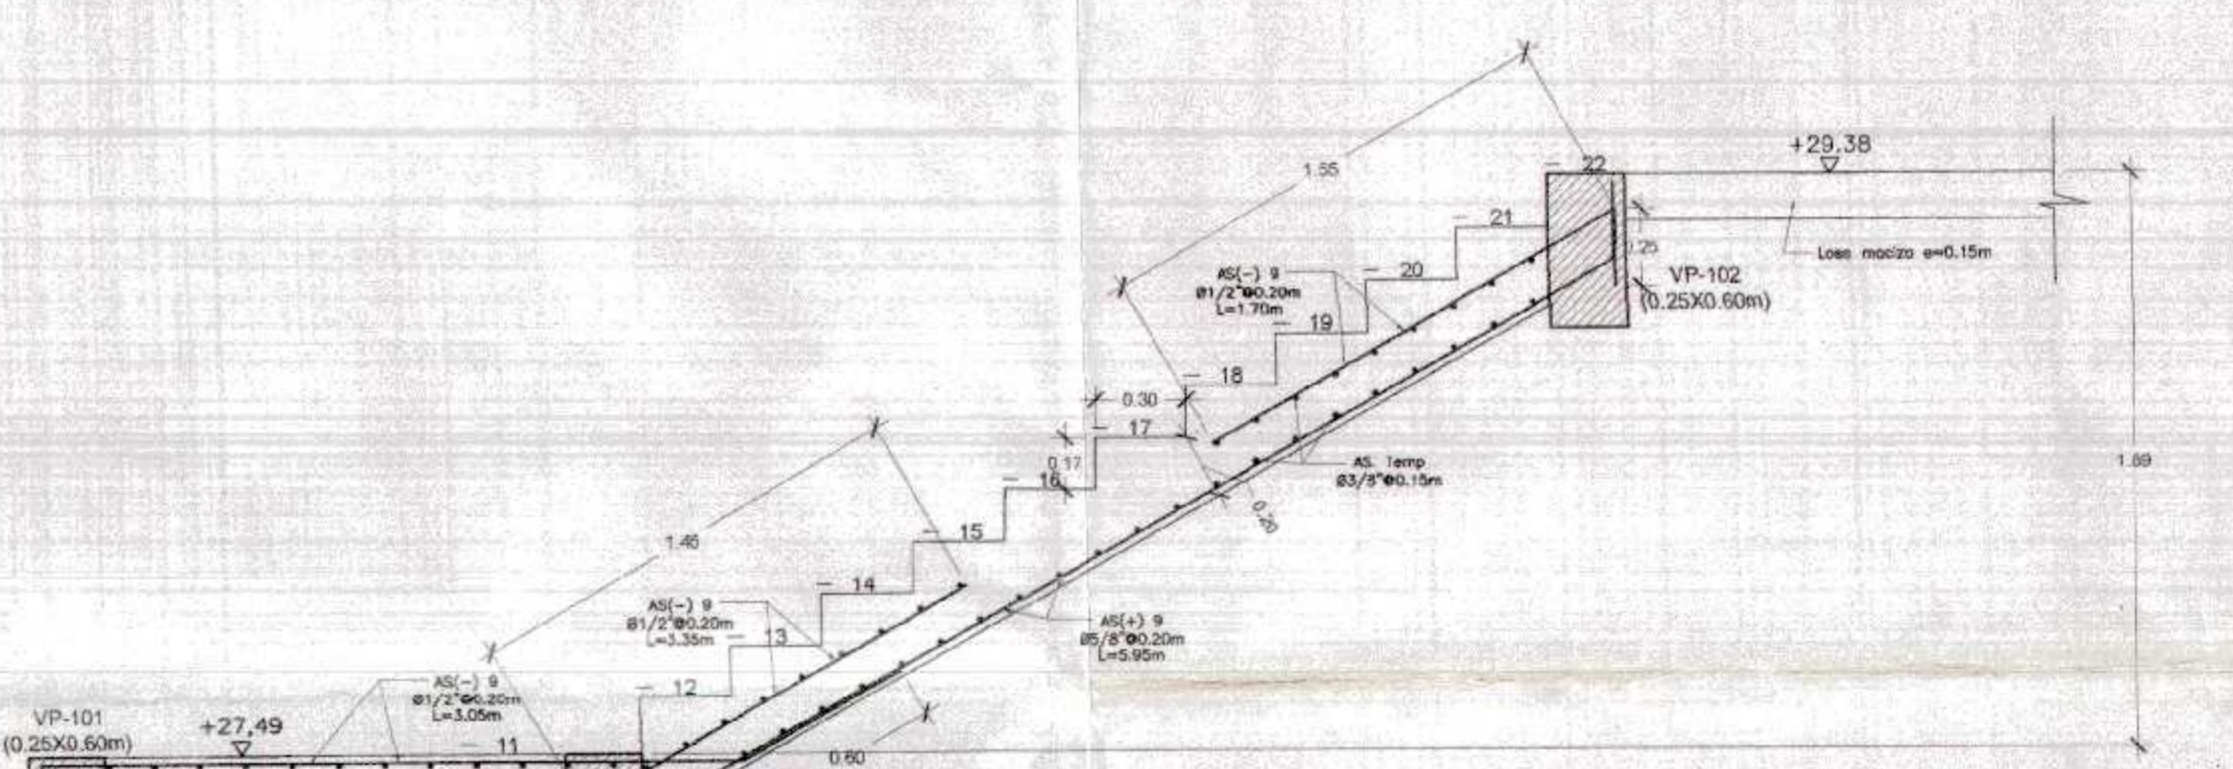 +29.38
22
1.55
21
0.25
Losa maciza e=0.15m
VP-102
(0.25X0.60m)
20
AS(-) 9
Ø1/2"@0.20m
L=1.70m
19
18
0.30
17
0.17
16
AS. Temp
Ø3/8"@0.15m
1.89
0.20
15
1.45
14
AS(-) 9
Ø1/2"@0.20m
L=3.35m
13
AS(+) 9
Ø5/8"@0.20m
L=5.95m
12
AS(-) 9
Ø1/2"@0.20m
L=3.05m
VP-101
(0.25X0.60m)
+27,49
11
0.60